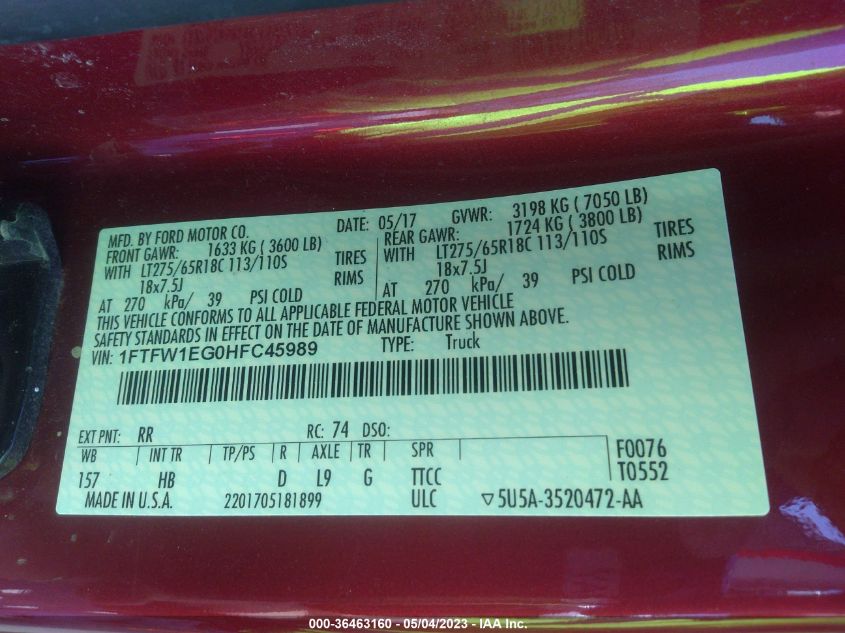 MFD. BY FORD MOTOR CO. DATE: 05/17 GVWR: 3198 KG ( 7050 LB)
FRONT GAWR: 1633 KG ( 3600 LB) REAR GAWR: 1724 KG ( 3800 LB)
WITH LT275/65R18C 113/110S TIRES WITH LT275/65R18C 113/110S TIRES
18x7.5J RIMS 18x7.5J RIMS
AT 270 kPa/ 39 PSI COLD AT 270 kPa/ 39 PSI COLD
THIS VEHICLE CONFORMS TO ALL APPLICABLE FEDERAL MOTOR VEHICLE
SAFETY STANDARDS IN EFFECT ON THE DATE OF MANUFACTURE SHOWN ABOVE.
VIN: 1FTFW1EG0HFC45989 TYPE: Truck
EXT PNT: RR RC: 74 DSO:
WB INT TR TP/PS R AXLE TR SPR F0076
157 HB D L9 G TTCC T0552
MADE IN U.S.A. 2201705181899 ULC ▽5U5A-3520472-AA
000-36463160 - 05/04/2023 - IAA Inc.